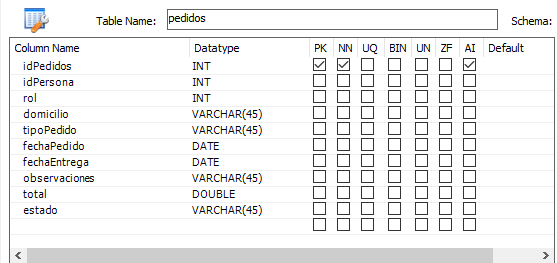 Table Name: pedidos Schema:
Column Name Datatype PK NN UQ BIN UN ZF AI Default
idPedidos INT
idPersona INT
rol INT
domicilio VARCHAR(45)
tipoPedido VARCHAR(45)
fechaPedido DATE
fechaEntrega DATE
observaciones VARCHAR(45)
total DOUBLE
estado VARCHAR(45)